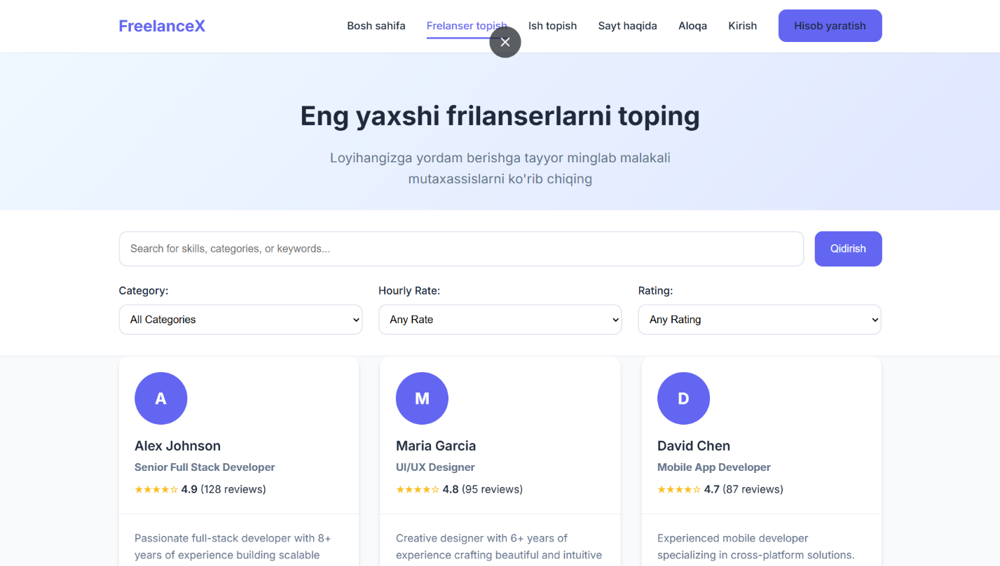 FreelanceX
Bosh sahifa Frelanser topish Ish topish Sayt haqida Aloqa Kirish Hisob yaratish
Eng yaxshi frilanserlarni toping
Loyihangizga yordam berishga tayyor minglab malakali
mutaxassislarni ko'rib chiqing
Search for skills, categories, or keywords...
Qidirish
Category:
All Categories
Hourly Rate:
Any Rate
Rating:
Any Rating
A
Alex Johnson
Senior Full Stack Developer
★★★★☆ 4.9 (128 reviews)
Passionate full-stack developer with 8+
years of experience building scalable
M
Maria Garcia
UI/UX Designer
★★★★☆ 4.8 (95 reviews)
Creative designer with 6+ years of
experience crafting beautiful and intuitive
D
David Chen
Mobile App Developer
★★★★☆ 4.7 (87 reviews)
Experienced mobile developer
specializing in cross-platform solutions.